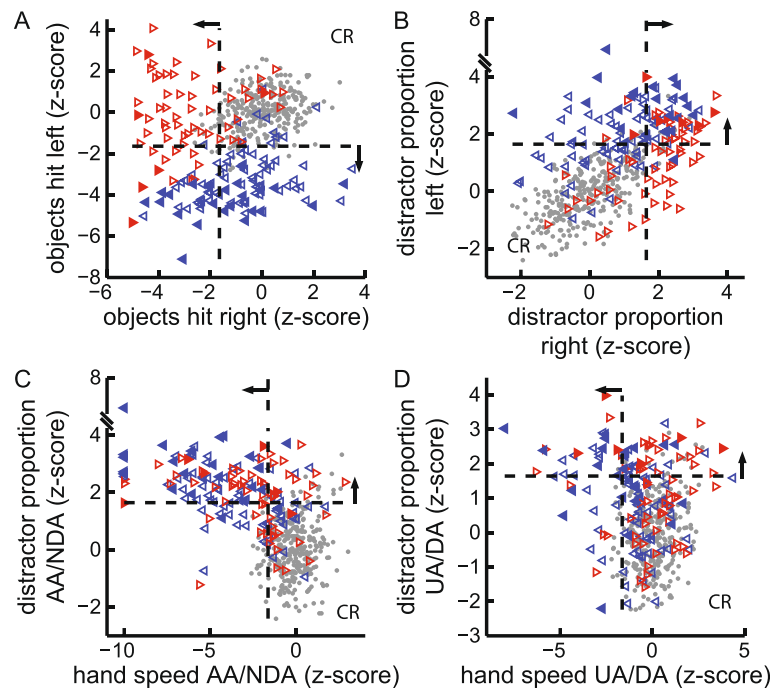 A
4
2
0
−2
−4
−6
−8
−6
−4
−2
0
2
4
CR
objects hit left (z-score)
objects hit right (z-score)
B
8
4
2
0
−2
−2
0
2
4
CR
distractor proportion
left (z-score)
distractor proportion
right (z-score)
C
8
4
2
0
−2
−10
−5
0
CR
distractor proportion
AA/NDA (z-score)
hand speed AA/NDA (z-score)
D
4
3
2
1
0
−1
−2
−3
−5
0
5
CR
distractor proportion
UA/DA (z-score)
hand speed UA/DA (z-score)